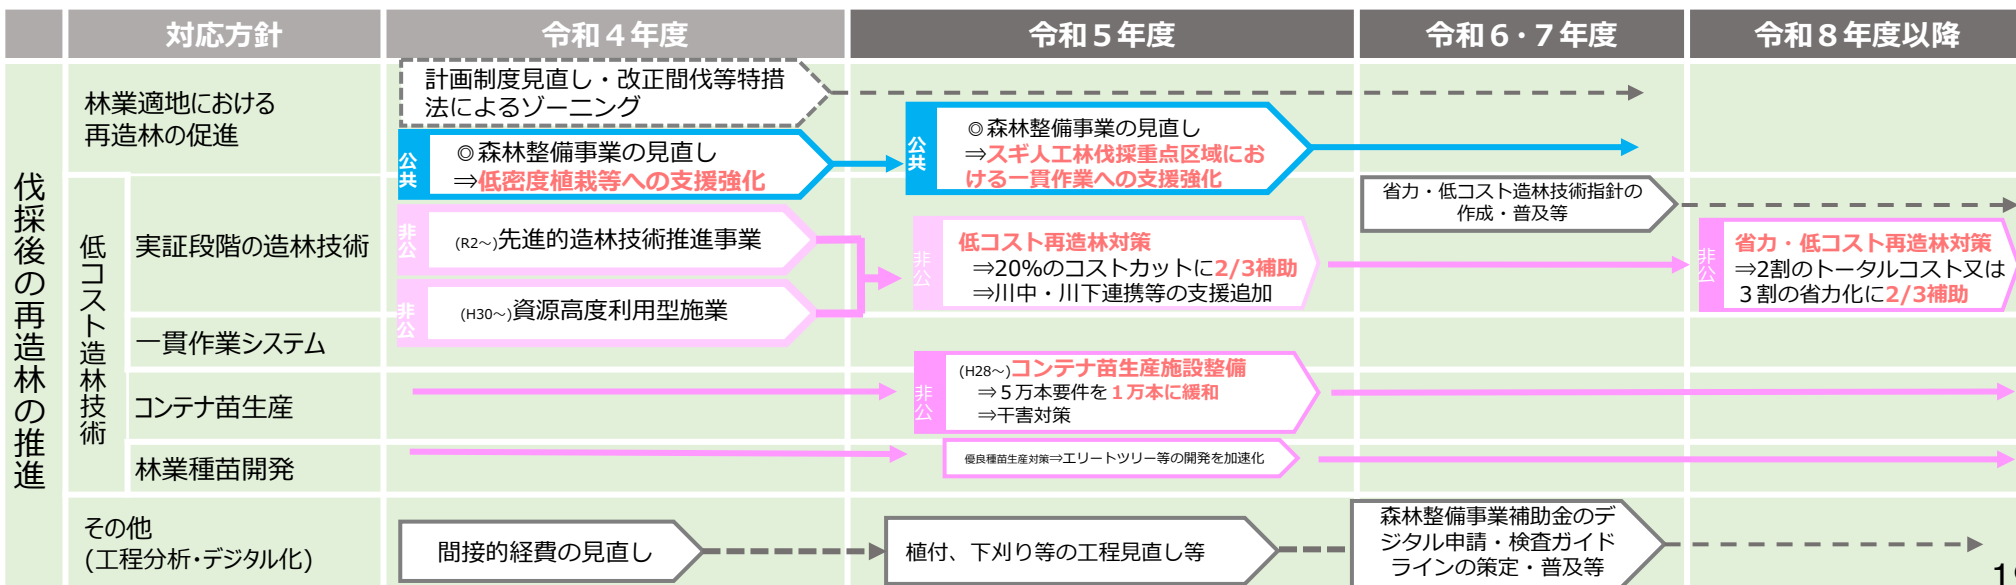 対応方針
令和４年度
令和５年度
令和６・７年度
令和８年度以降
伐採後の再造林の推進
林業適地における
再造林の促進
計画制度見直し・改正間伐等特措
法によるゾーニング
公共
◎森林整備事業の見直し
⇒低密度植栽等への支援強化
公共
◎森林整備事業の見直し
⇒スギ人工林伐採重点区域にお
ける一貫作業への支援強化
低コスト造林技術
実証段階の造林技術
非公
(R2～)先進的造林技術推進事業
非公
(H30～)資源高度利用型施業
非公
低コスト再造林対策
⇒20%のコストカットに2/3補助
⇒川中・川下連携等の支援追加
省力・低コスト造林技術指針の
作成・普及等
非公
省力・低コスト再造林対策
⇒2割のトータルコスト又は
３割の省力化に2/3補助
一貫作業システム
コンテナ苗生産
非公
(H28～)コンテナ苗生産施設整備
⇒５万本要件を１万本に緩和
⇒干害対策
林業種苗開発
優良種苗生産対策⇒エリートツリー等の開発を加速化
その他
(工程分析・デジタル化)
間接的経費の見直し
植付、下刈り等の工程見直し等
森林整備事業補助金のデ
ジタル申請・検査ガイド
ラインの策定・普及等